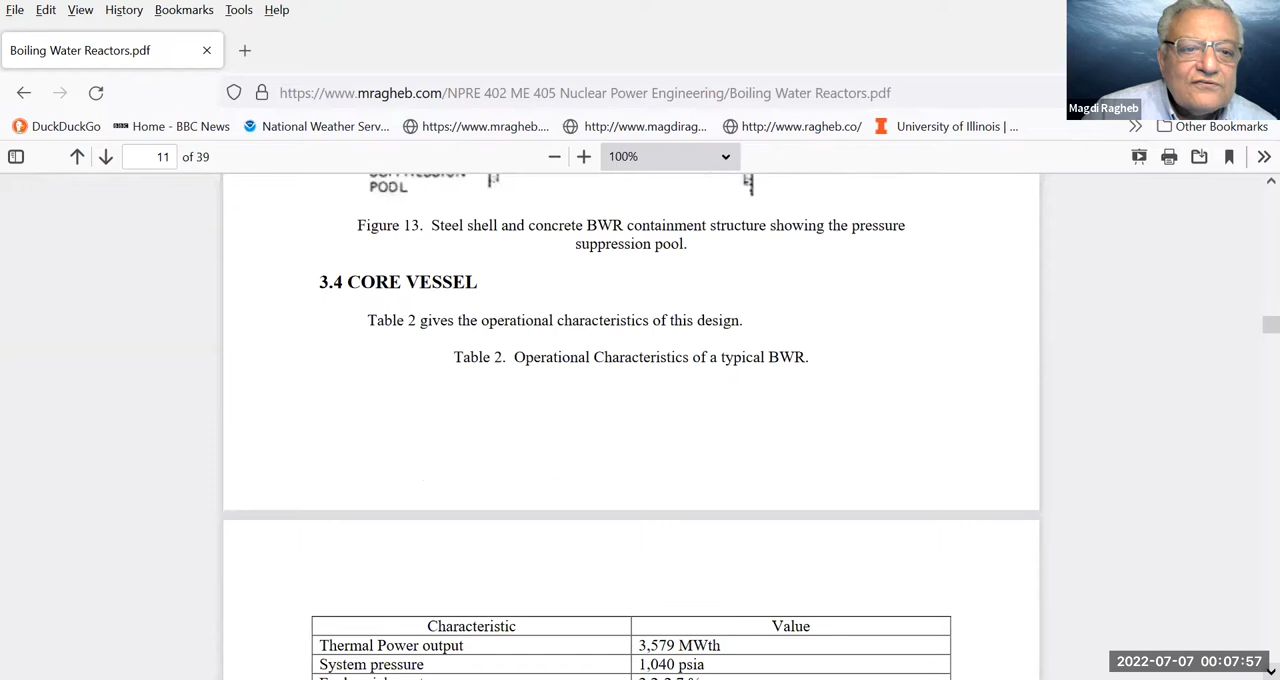 File Edit View History Bookmarks Tools Help
Boiling Water Reactors.pdf
https://www.mragheb.com/NPRE 402 ME 405 Nuclear Power Engineering/Boiling Water Reactors.pdf
Magdi Ragheb
DuckDuckGo BBC Home - BBC News National Weather Serv... https://www.mragheb.... http://www.magdirag... http://www.ragheb.co/ University of Illinois | ... Other Bookmarks
11 of 39 100%
POOL
Figure 13. Steel shell and concrete BWR containment structure showing the pressure
suppression pool.
3.4 CORE VESSEL
Table 2 gives the operational characteristics of this design.
Table 2. Operational Characteristics of a typical BWR.
Characteristic Value
Thermal Power output 3,579 MWth
System pressure 1,040 psia
2022-07-07 00:07:57